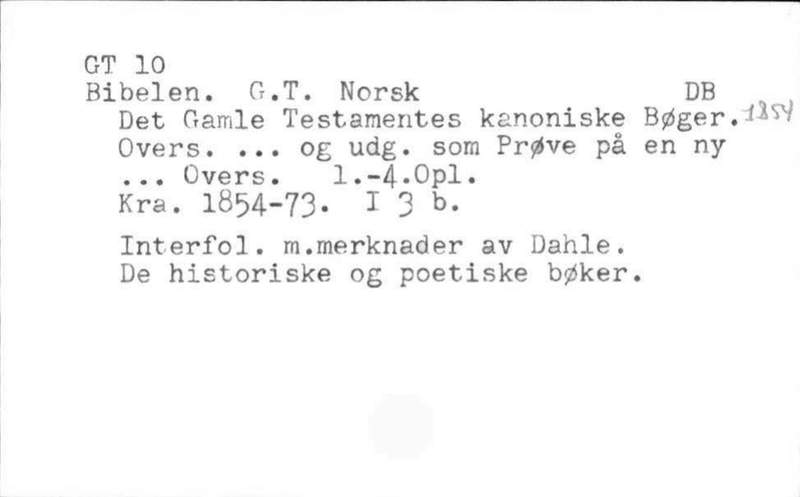 GT 10
Bibelen. G.T. Norsk DB
Det Gamle Testamentes kanoniske Bøger. 1854
Overs. ... og udg. som Prøve på en ny
... Overs. 1.-4.Opl.
Kra. 1854-73. I 3 b.
Interfol. m.merknader av Dahle.
De historiske og poetiske bøker.